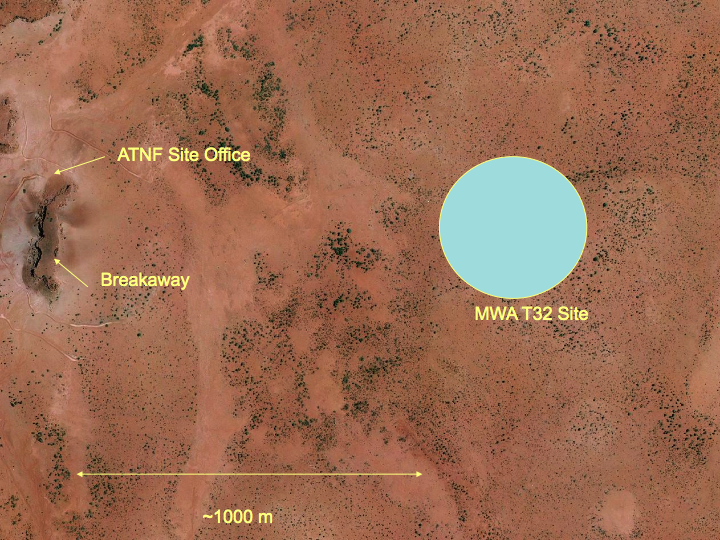 ATNF Site Office
Breakaway
MWA T32 Site
~1000 m